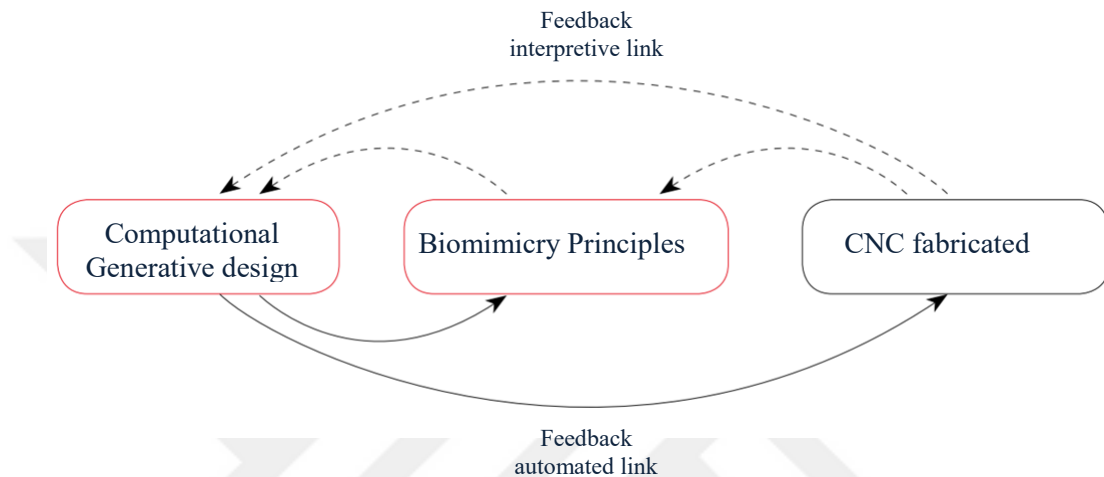 Feedback
interpretive link
Computational
Generative design
Biomimicry Principles
CNC fabricated
Feedback
automated link